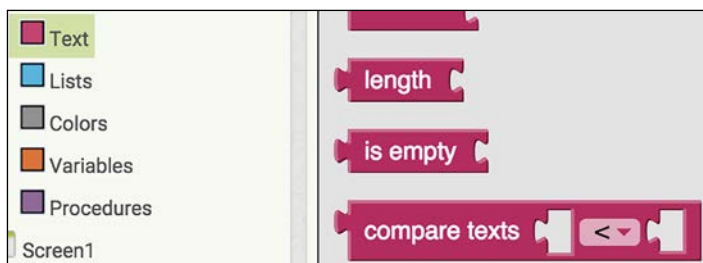 Text
Lists
Colors
Variables
Procedures
Screen1
length
is empty
compare texts <